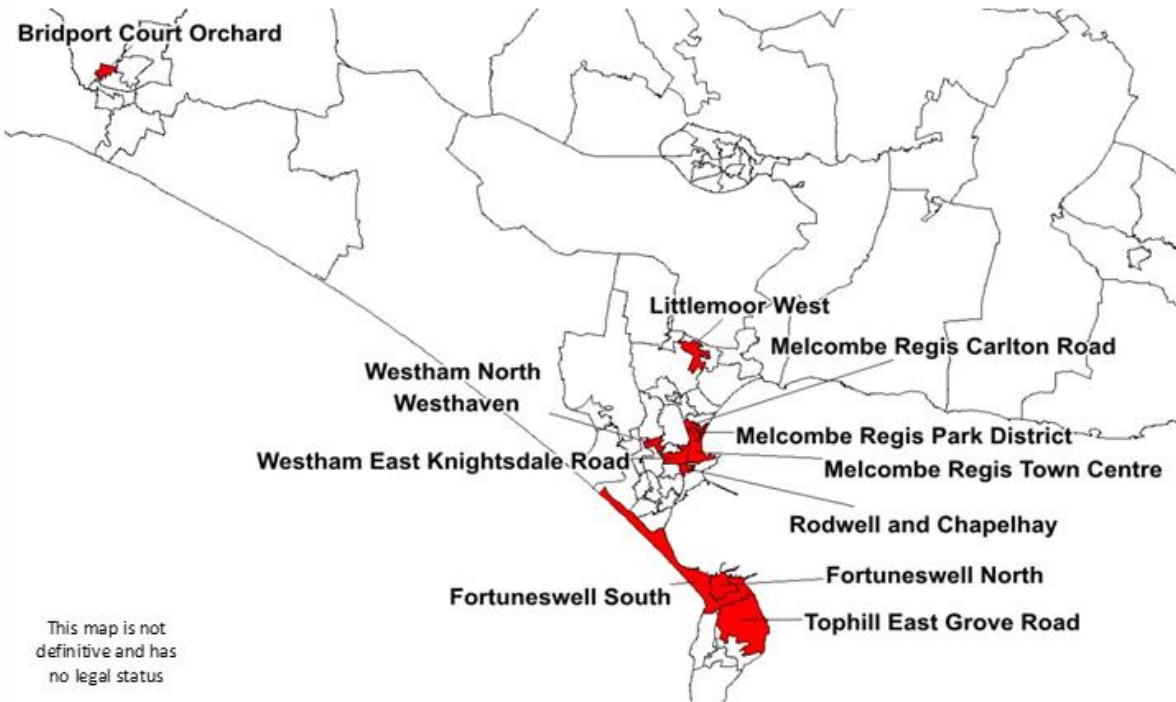 Bridport Court Orchard
Littlemoor West
Melcombe Regis Carlton Road
Westham North
Westhaven
Melcombe Regis Park District
Westham East Knightsdale Road
Melcombe Regis Town Centre
Rodwell and Chapelhay
Fortuneswell North
Fortuneswell South
Tophill East Grove Road
This map is not
definitive and has
no legal status